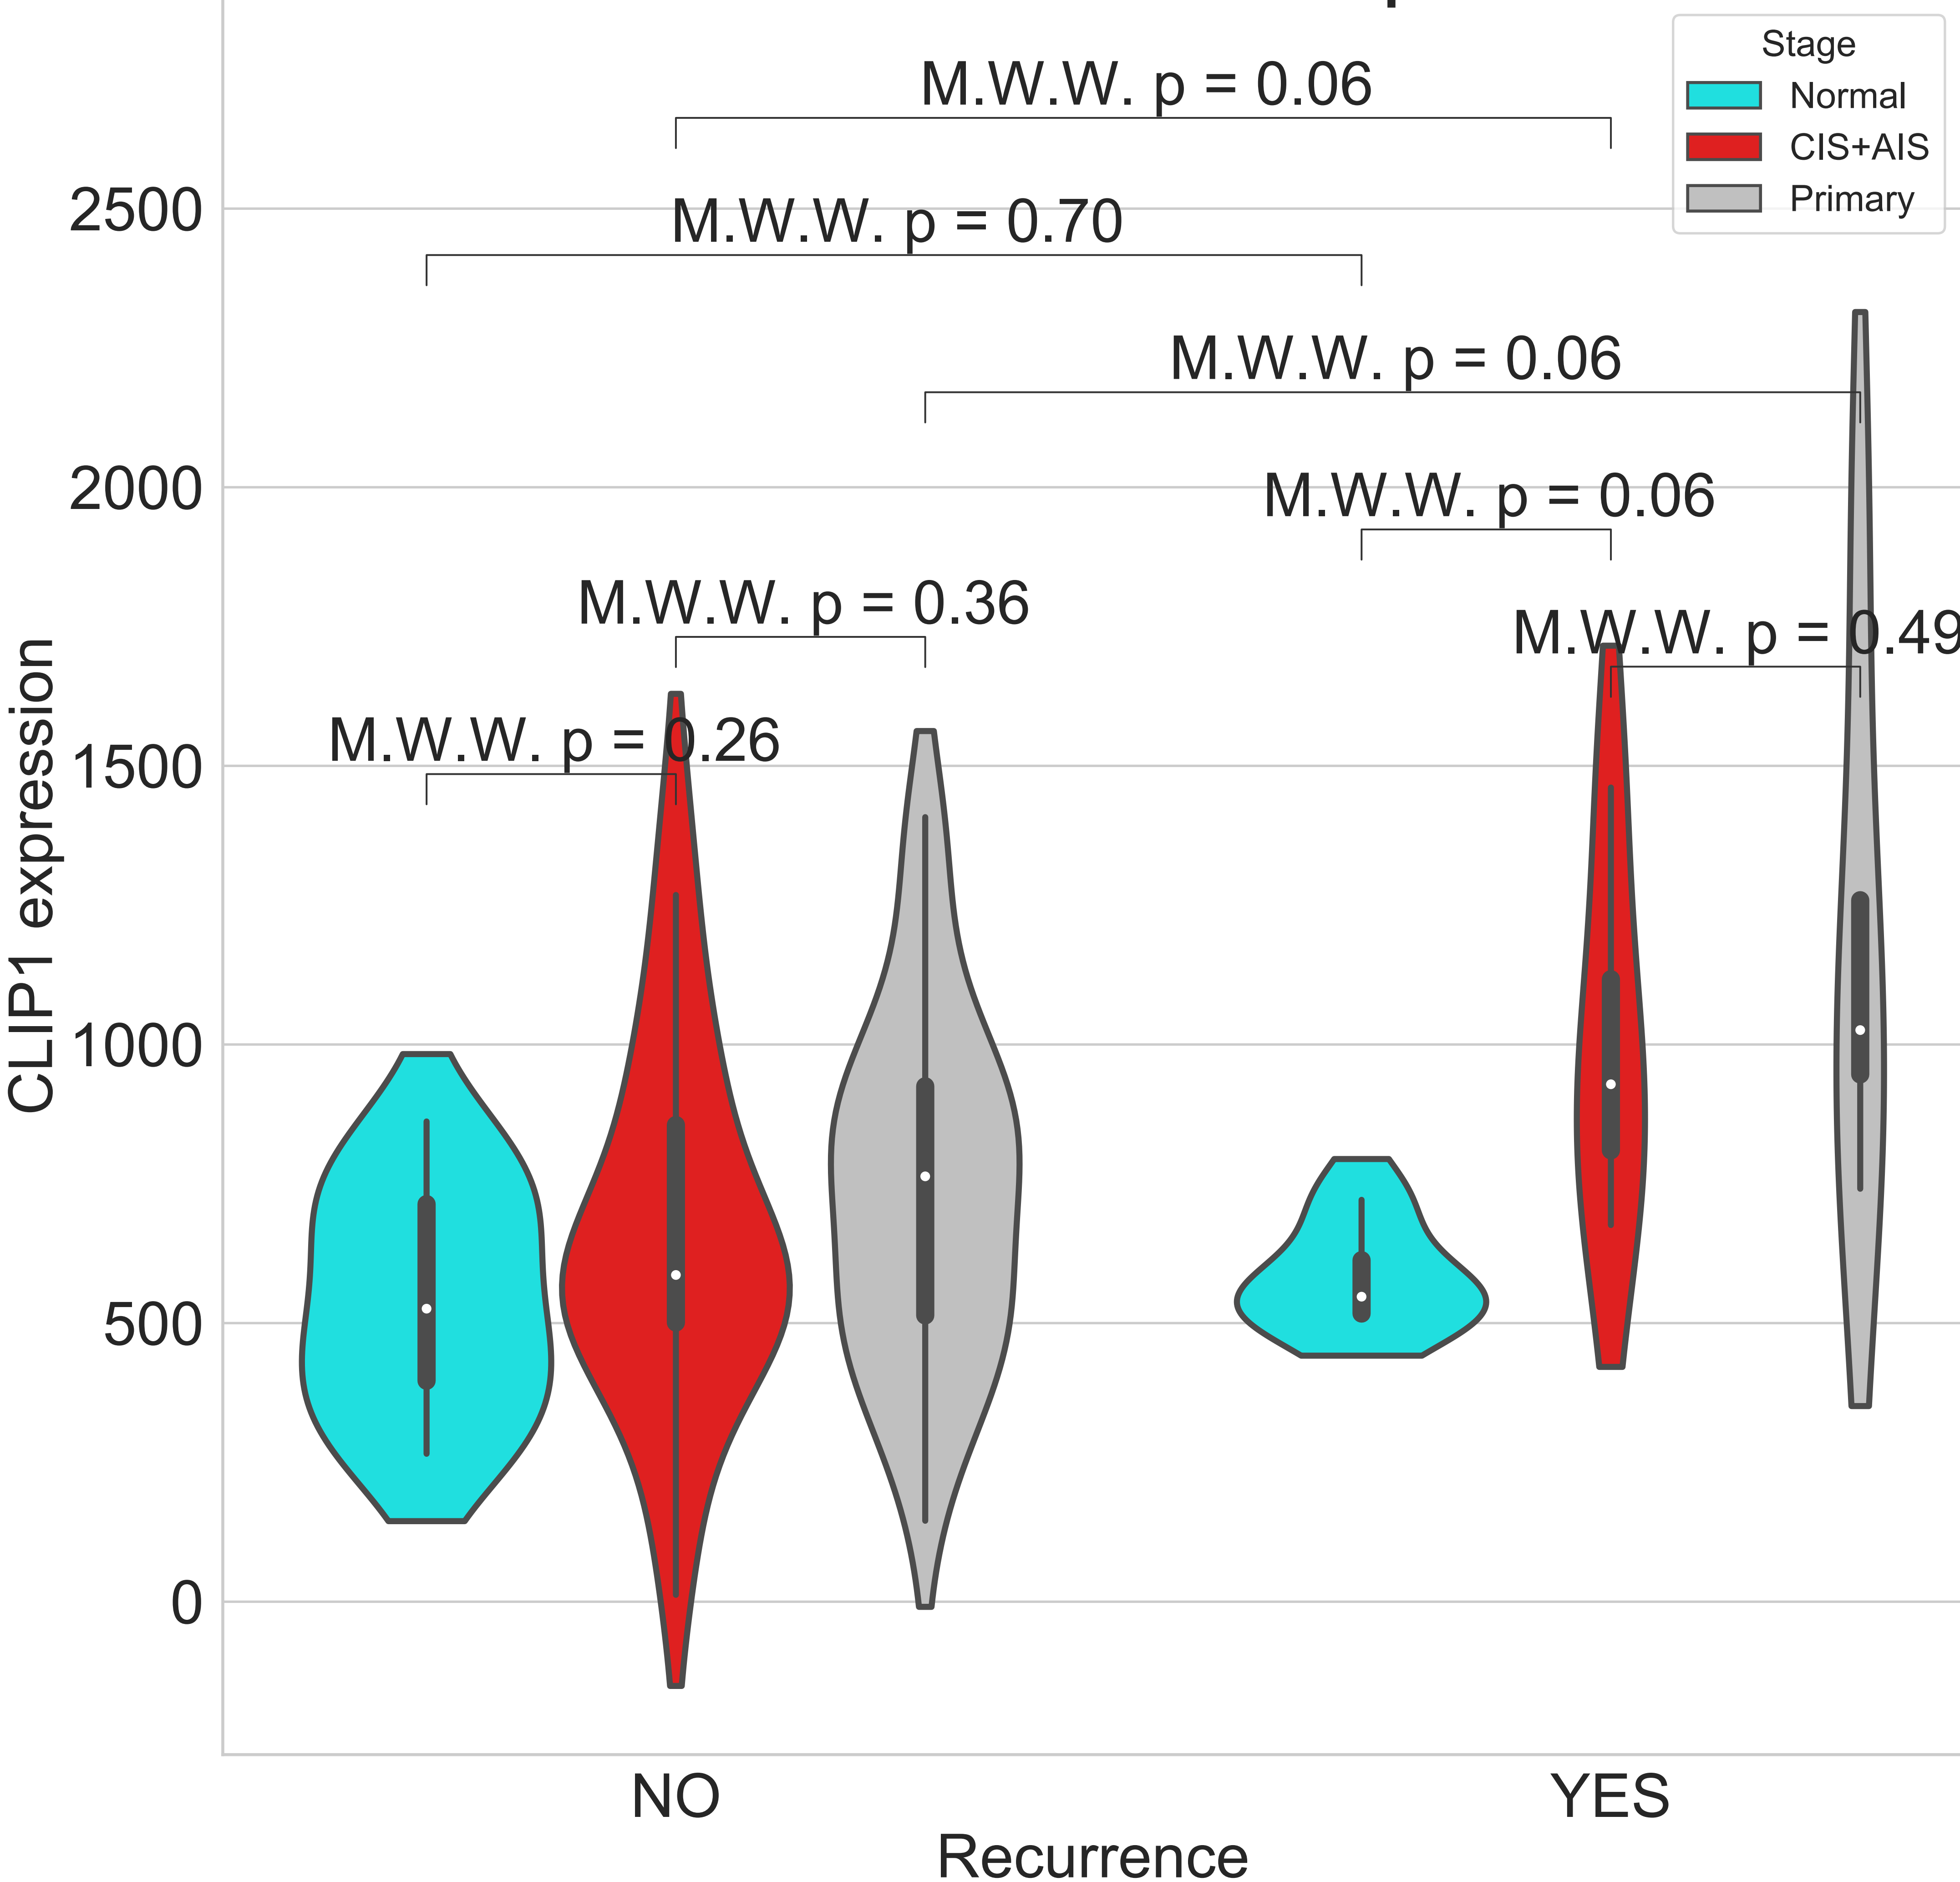 Stage
Normal
CIS+AIS
Primary
M.W.W. p = 0.06
M.W.W. p = 0.70
M.W.W. p = 0.06
M.W.W. p = 0.06
M.W.W. p = 0.36
M.W.W. p = 0.49
M.W.W. p = 0.26
2500
2000
1500
1000
500
0
CLIP1 expression
NO
YES
Recurrence